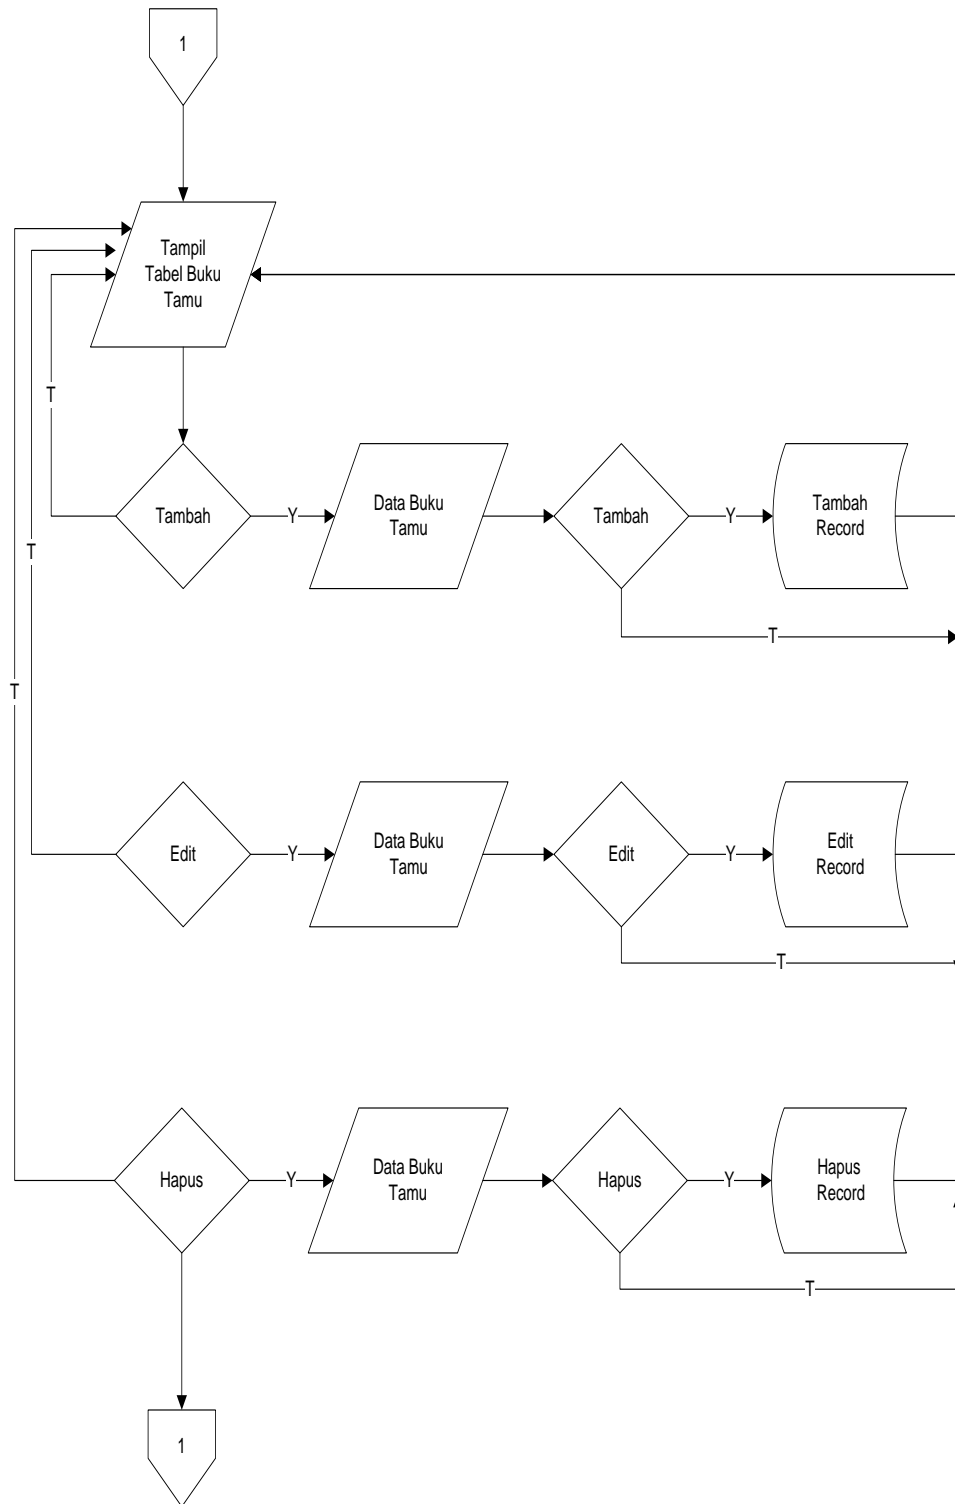 1
Tampil
Tabel Buku
Tamu
T
Tambah
Y
Data Buku
Tamu
Tambah
Y
Tambah
Record
T
T
T
Edit
Y
Data Buku
Tamu
Edit
Y
Edit
Record
T
Hapus
Y
Data Buku
Tamu
Hapus
Y
Hapus
Record
T
1